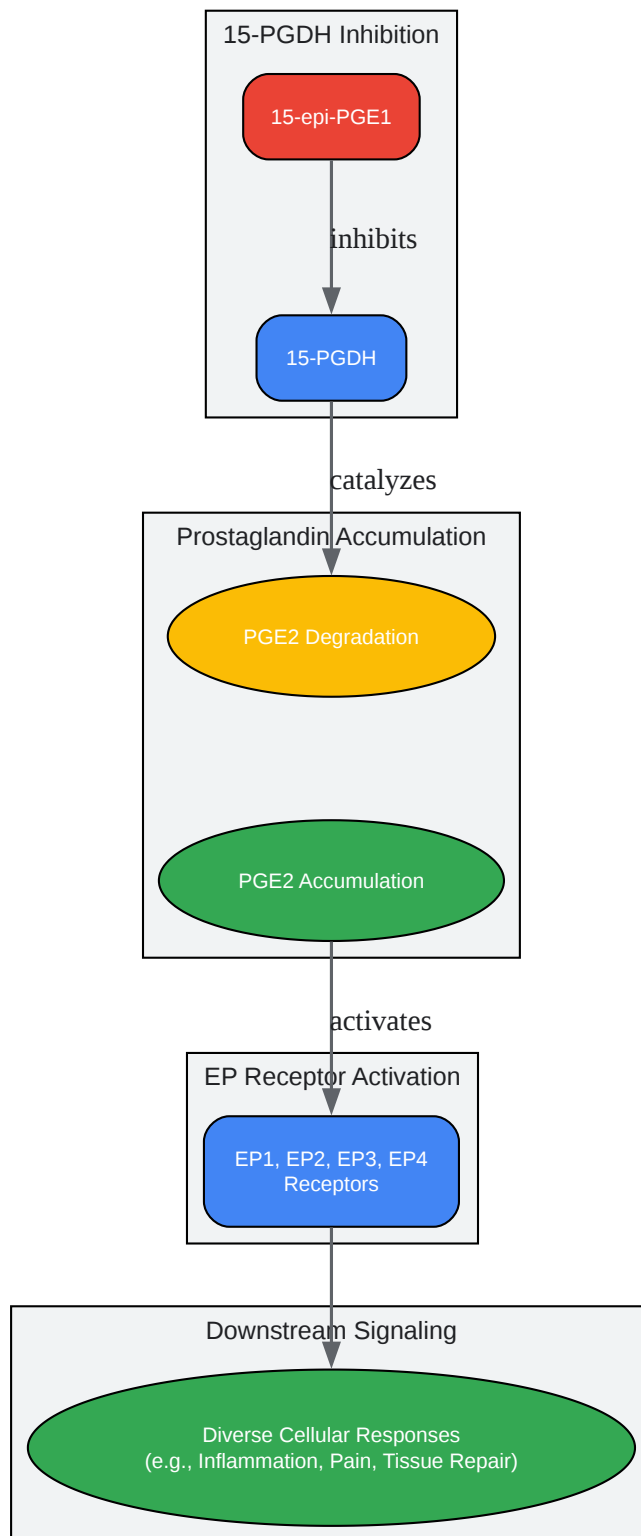 15-PGDH Inhibition
15-epi-PGE1
inhibits
15-PGDH
catalyzes
Prostaglandin Accumulation
PGE2 Degradation
PGE2 Accumulation
activates
EP Receptor Activation
EP1, EP2, EP3, EP4
Receptors
Downstream Signaling
Diverse Cellular Responses
(e.g., Inflammation, Pain, Tissue Repair)